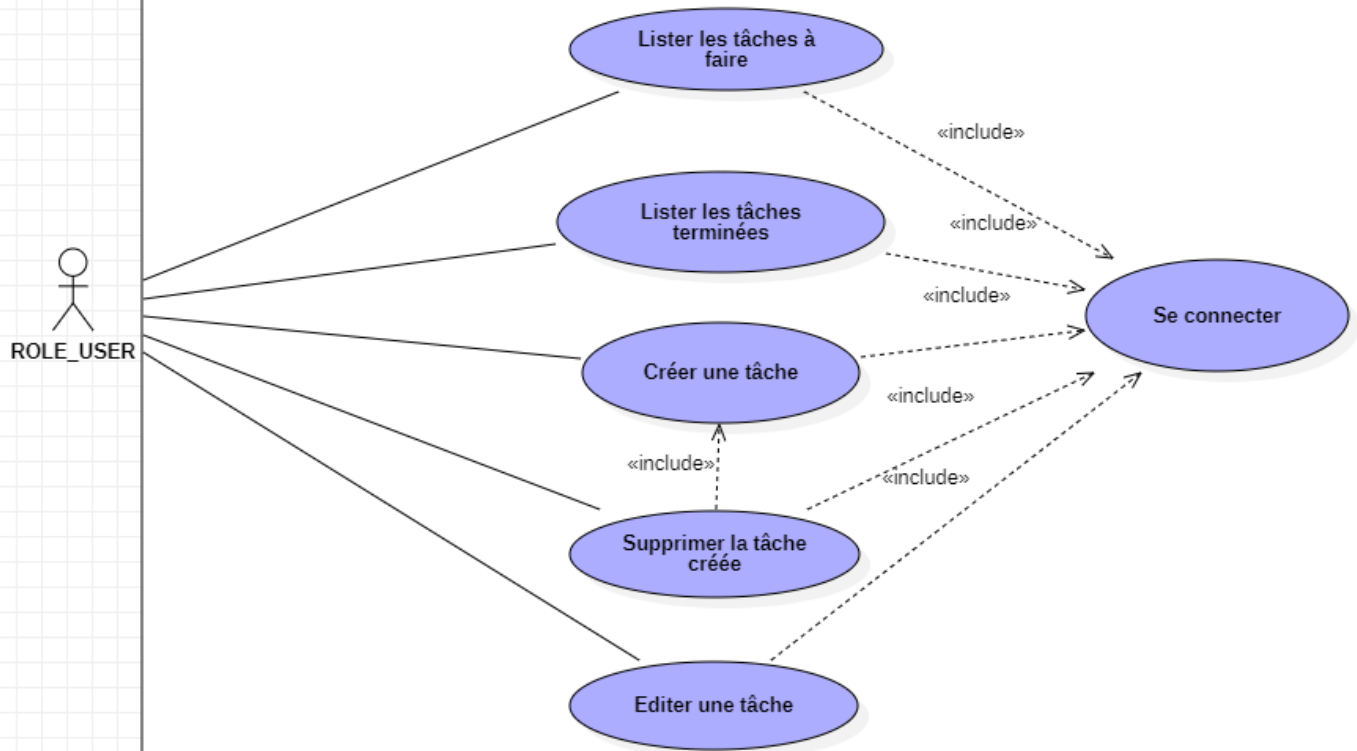 Lister les tâches à
faire
«include»
Lister les tâches
terminées
«include»
«include»
Se connecter
ROLE_USER
Créer une tâche
«include»
«include»
«include»
Supprimer la tâche
créée
Editer une tâche